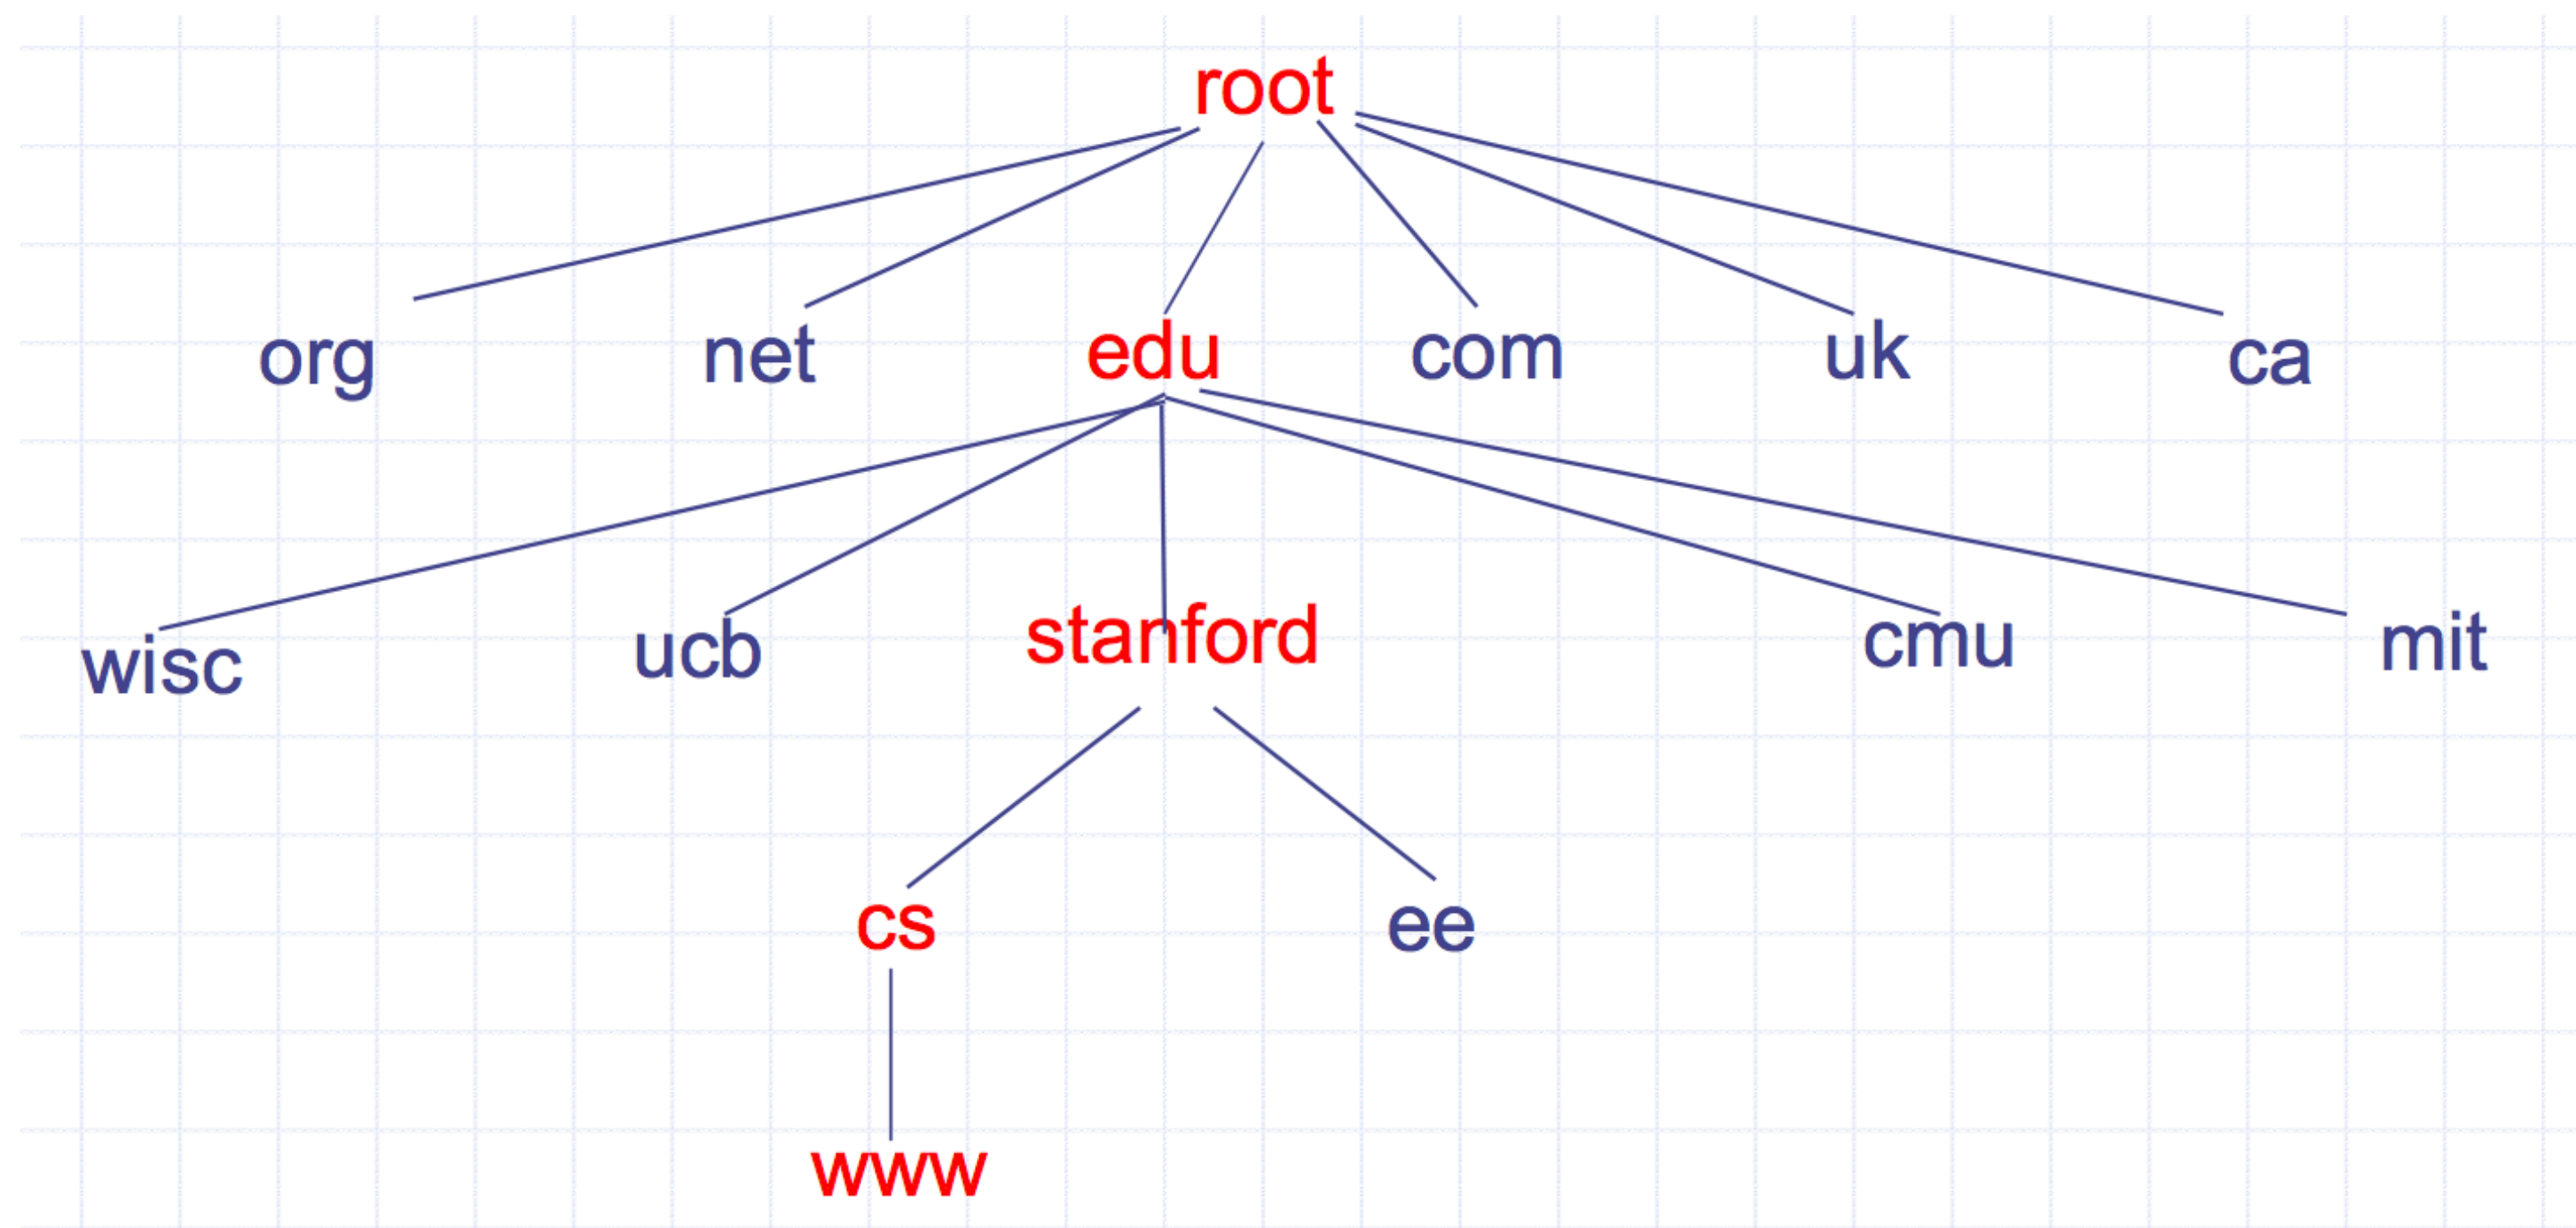 root
org net edu com uk ca
wisc ucb stanford cmu mit
cs ee
www